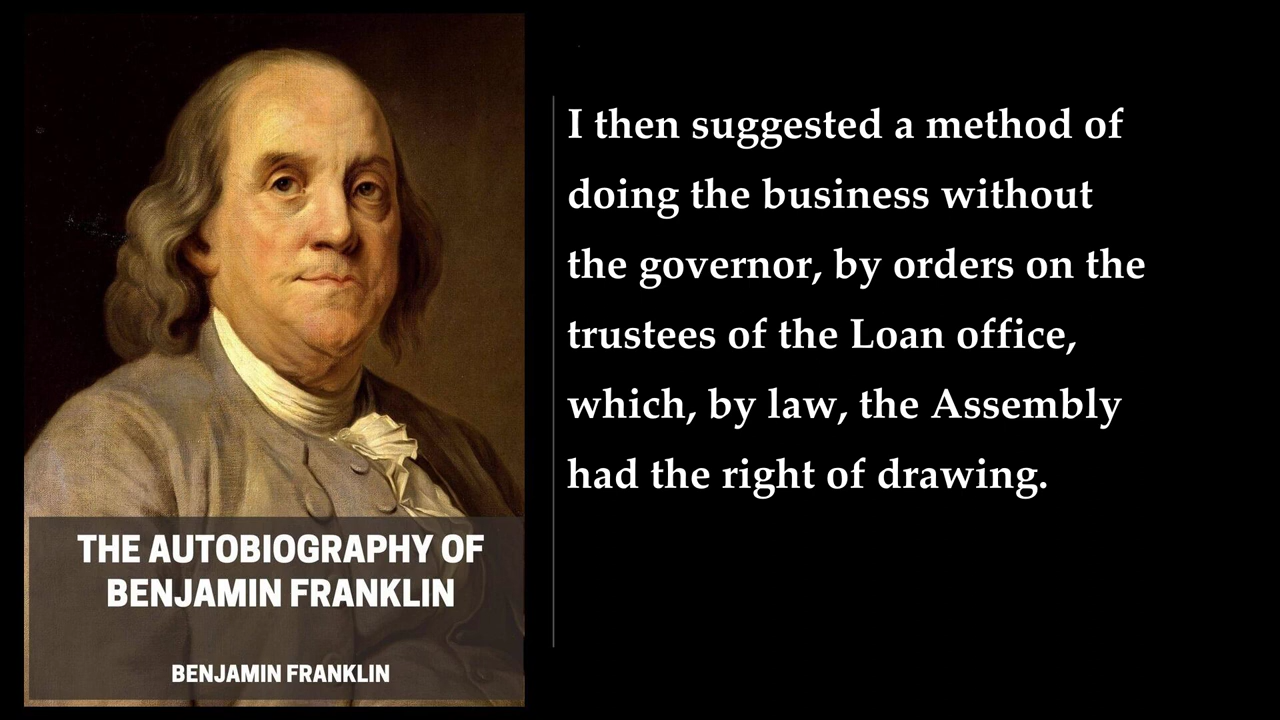 THE AUTOBIOGRAPHY OF
BENJAMIN FRANKLIN
BENJAMIN FRANKLIN
I then suggested a method of
doing the business without
the governor, by orders on the
trustees of the Loan office,
which, by law, the Assembly
had the right of drawing.